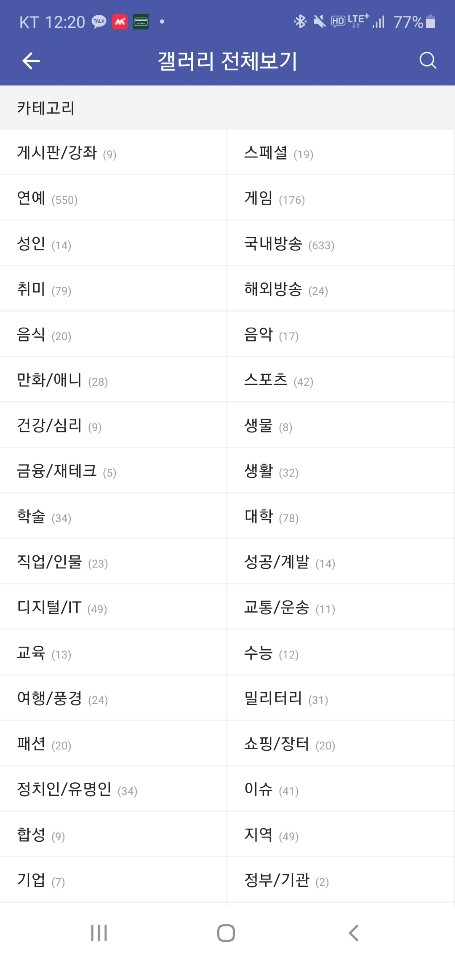 KT 12:20 TALK HD LTE+ 77%
갤러리 전체보기
카테고리
게시판/강좌 (9) 스페셜 (19)
연예 (550) 게임 (176)
성인 (14) 국내방송 (633)
취미 (79) 해외방송 (24)
음식 (20) 음악 (17)
만화/애니 (28) 스포츠 (42)
건강/심리 (9) 생물 (8)
금융/재테크 (5) 생활 (32)
학술 (34) 대학 (78)
직업/인물 (23) 성공/계발 (14)
디지털/IT (49) 교통/운송 (11)
교육 (13) 수능 (12)
여행/풍경 (24) 밀리터리 (31)
패션 (20) 쇼핑/장터 (20)
정치인/유명인 (34) 이슈 (41)
합성 (9) 지역 (49)
기업 (7) 정부/기관 (2)